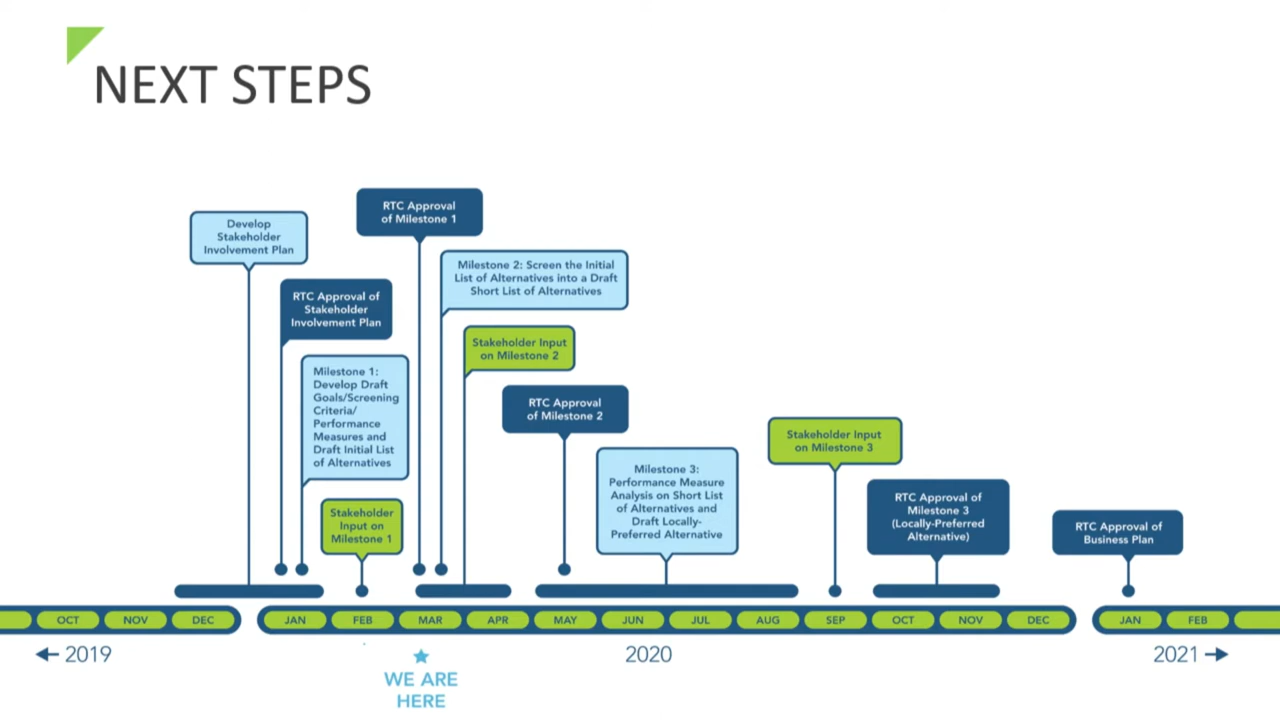 NEXT STEPS
RTC Approval
of Milestone 1
Develop
Stakeholder
Involvement Plan
Milestone 2: Screen the Initial
List of Alternatives into a Draft
Short List of Alternatives
RTC Approval of
Stakeholder
Involvement Plan
Stakeholder Input
on Milestone 2
Milestone 1:
Develop Draft
Goals/Screening
Criteria/
Performance
Measures and
Draft Initial List
of Alternatives
RTC Approval
of Milestone 2
Stakeholder Input
on Milestone 3
Milestone 3:
Performance Measure
Analysis on Short List
of Alternatives and
Draft Locally-
Preferred Alternative
RTC Approval of
Milestone 3
(Locally-Preferred
Alternative)
Stakeholder
Input on
Milestone 1
RTC Approval of
Business Plan
OCT NOV DEC JAN FEB MAR APR MAY JUN JUL AUG SEP OCT NOV DEC JAN FEB
2019 2020 2021
WE ARE
HERE